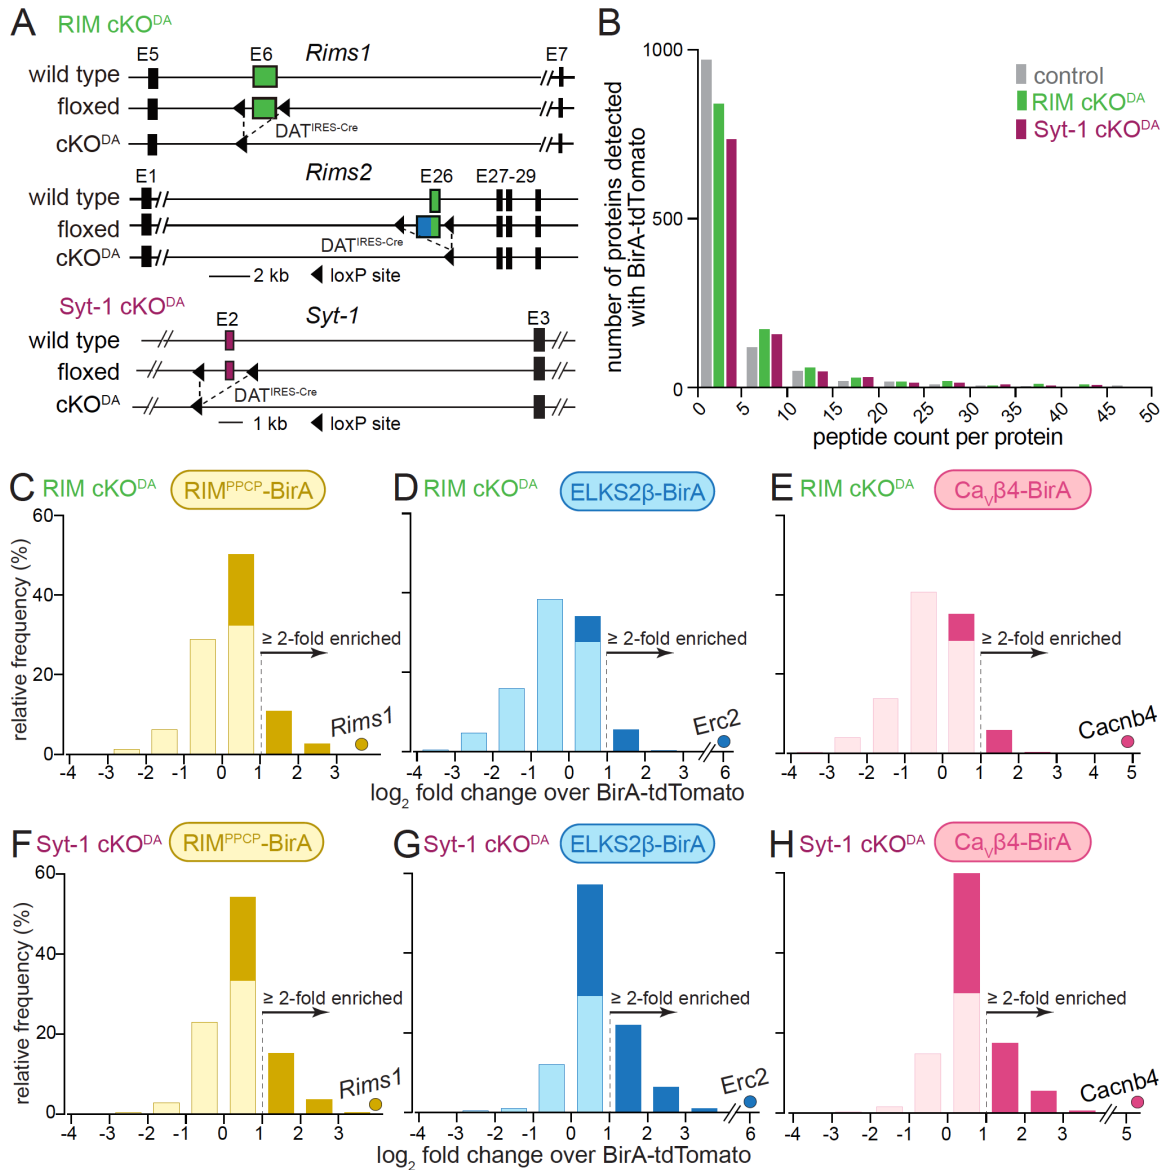 A RIM cKO^DA
E5 E6 Rims1 E7
wild type
floxed
DAT^IRES-Cre
cKO^DA
E1 Rims2 E26 E27-29
wild type
floxed
DAT^IRES-Cre
cKO^DA
2 kb loxP site
Syt-1 cKO^DA
E2 Syt-1 E3
wild type
floxed
DAT^IRES-Cre
cKO^DA
1 kb loxP site
B
number of proteins detected
with BirA-tdTomato
1000
500
0
control
RIM cKO^DA
Syt-1 cKO^DA
0 5 10 15 20 25 30 35 40 45 50
peptide count per protein
C RIM cKO^DA RIM^PPCP-BirA
relative frequency (%)
60
40
20
0
≥ 2-fold enriched
Rims1
-4 -3 -2 -1 0 1 2 3
D RIM cKO^DA ELKS2β-BirA
≥ 2-fold enriched
Erc2
-4 -3 -2 -1 0 1 2 3 6
E RIM cKO^DA Ca_Vβ4-BirA
≥ 2-fold enriched
Cacnb4
-4 -3 -2 -1 0 1 2 3 4 5
log_2 fold change over BirA-tdTomato
F Syt-1 cKO^DA RIM^PPCP-BirA
relative frequency (%)
60
40
20
0
≥ 2-fold enriched
Rims1
-4 -3 -2 -1 0 1 2 3
G Syt-1 cKO^DA ELKS2β-BirA
≥ 2-fold enriched
Erc2
-4 -3 -2 -1 0 1 2 3 6
H Syt-1 cKO^DA Ca_Vβ4-BirA
≥ 2-fold enriched
Cacnb4
-4 -3 -2 -1 0 1 2 3 5
log_2 fold change over BirA-tdTomato